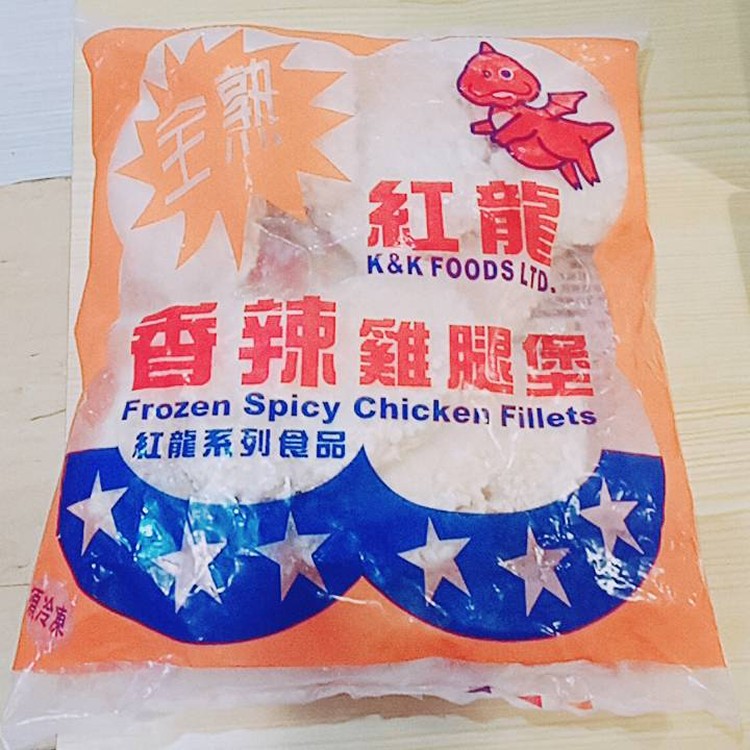 全熟
紅龍
K&K FOODS LTD.
香辣雞腿堡
Frozen Spicy Chicken Fillets
紅龍系列食品